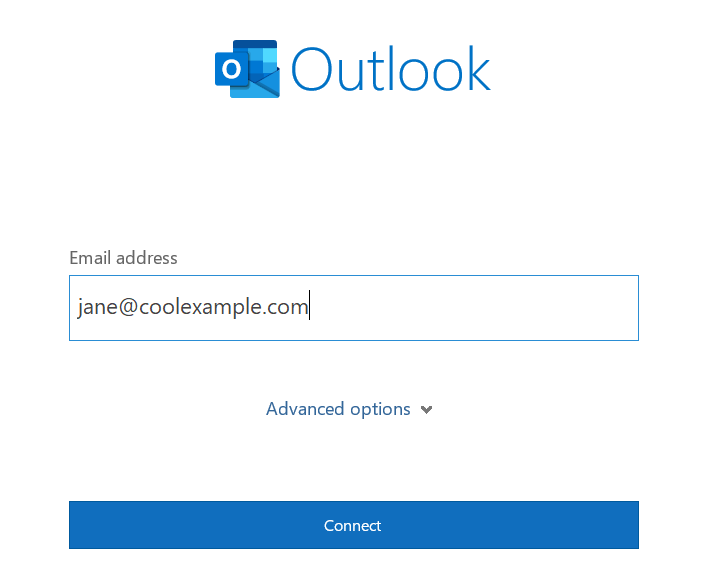 Outlook
Email address
jane@coolexample.com
Advanced options
Connect